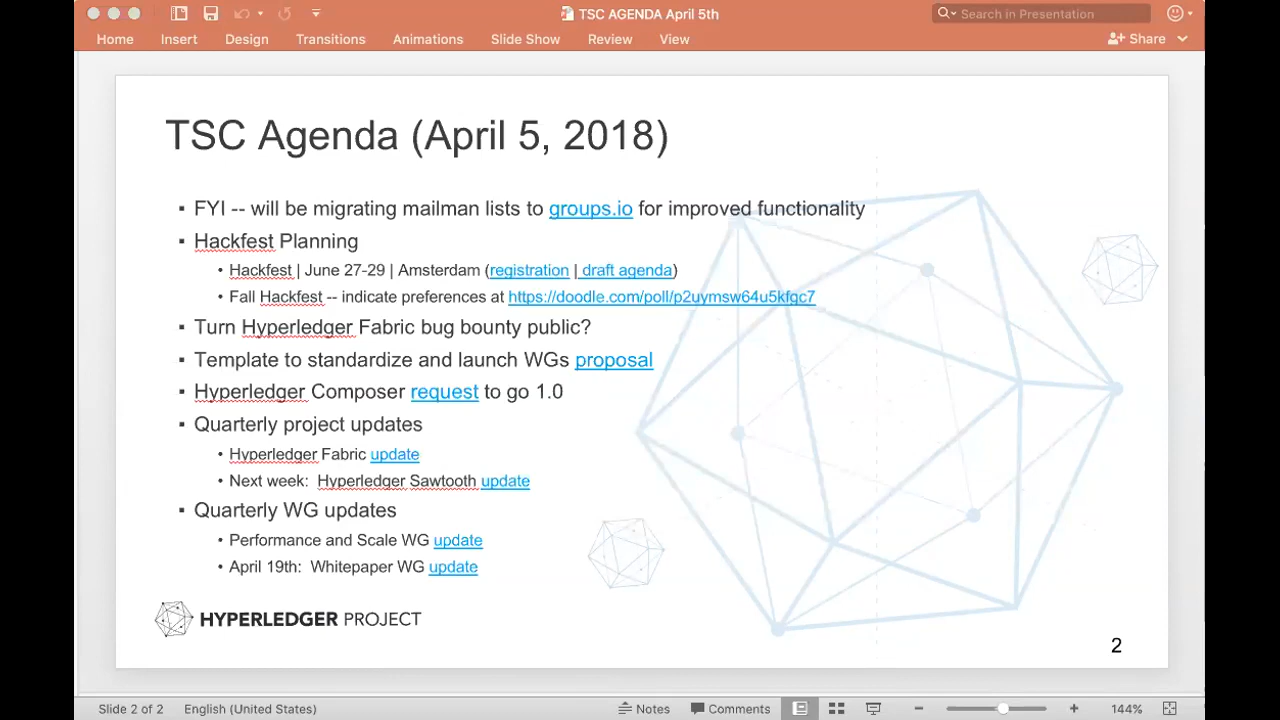 TSC AGENDA April 5th
Search in Presentation
Home Insert Design Transitions Animations Slide Show Review View
Share
TSC Agenda (April 5, 2018)
▪ FYI -- will be migrating mailman lists to groups.io for improved functionality
▪ Hackfest Planning
• Hackfest | June 27-29 | Amsterdam (registration | draft agenda)
• Fall Hackfest -- indicate preferences at https://doodle.com/poll/p2uymsw64u5kfqc7
▪ Turn Hyperledger Fabric bug bounty public?
▪ Template to standardize and launch WGs proposal
▪ Hyperledger Composer request to go 1.0
▪ Quarterly project updates
• Hyperledger Fabric update
• Next week: Hyperledger Sawtooth update
▪ Quarterly WG updates
• Performance and Scale WG update
• April 19th: Whitepaper WG update
HYPERLEDGER PROJECT
2
Slide 2 of 2 English (United States) Notes Comments 144%